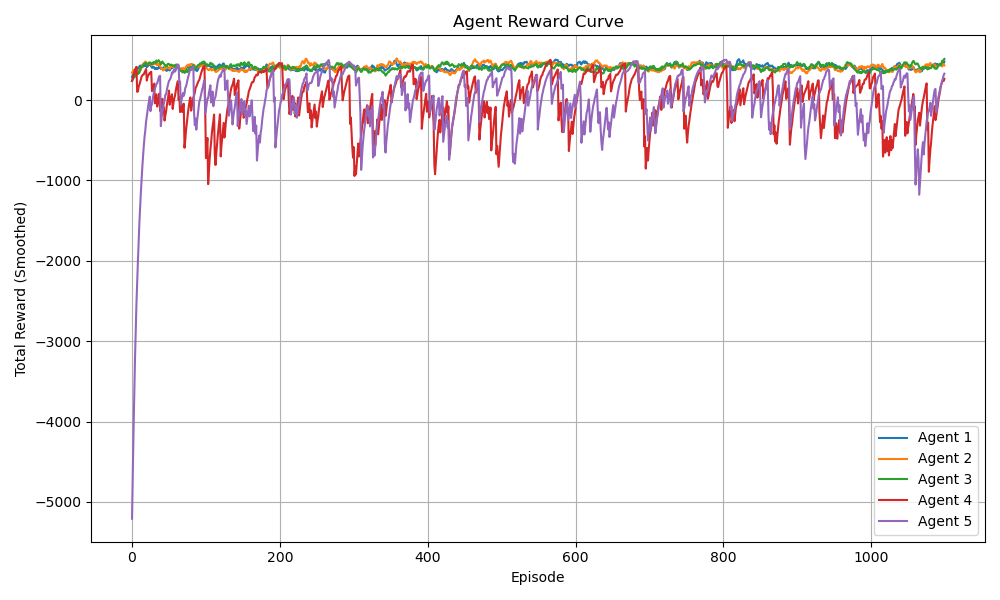 Agent Reward Curve
Total Reward (Smoothed)
0
−1000
−2000
−3000
−4000
−5000
0 200 400 600 800 1000
Episode
Agent 1
Agent 2
Agent 3
Agent 4
Agent 5